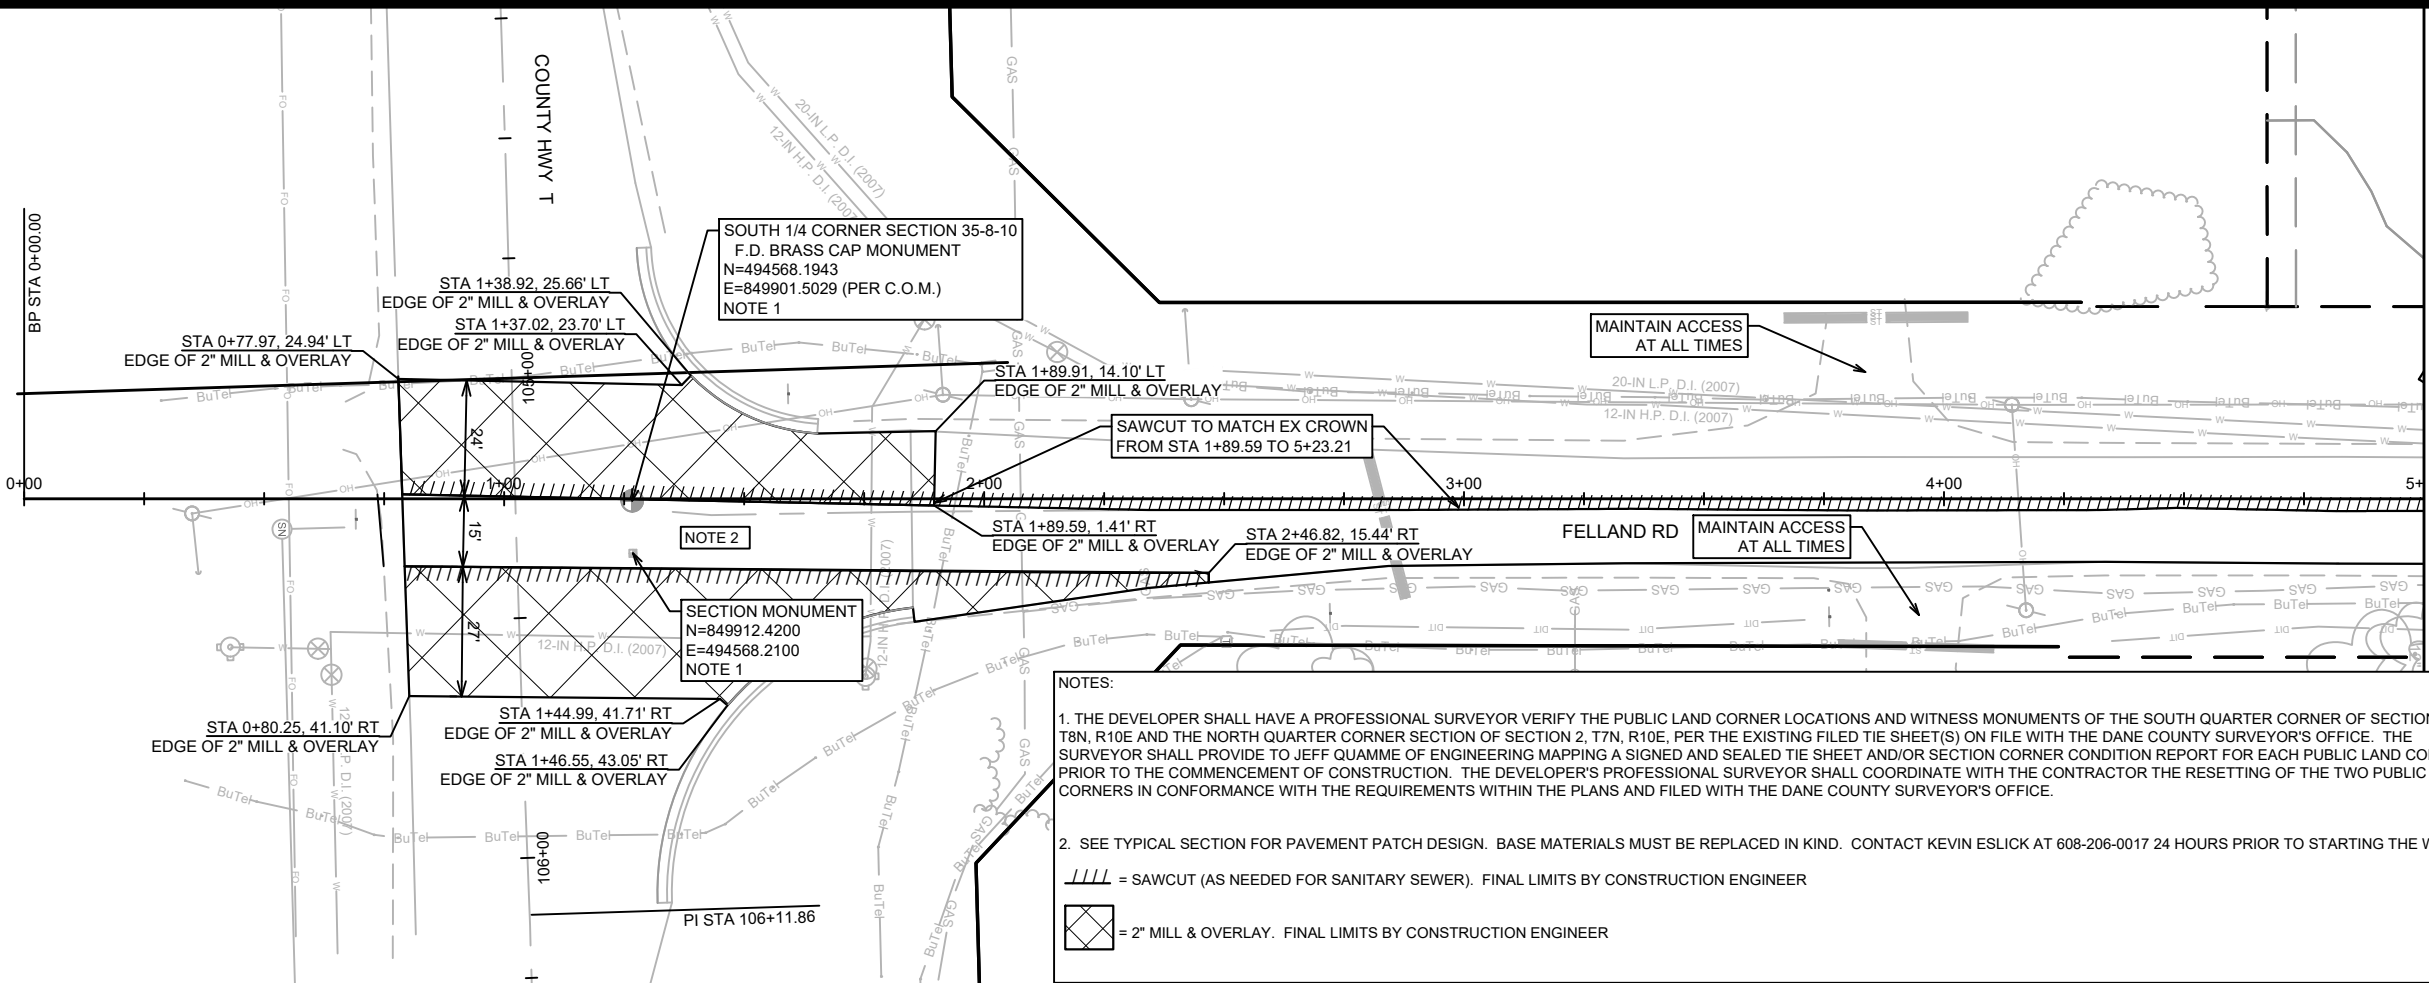 COUNTY HWY T
BP STA 0+00.00
20-IN L.P. D.I. (2007)
12-IN H.P. D.I. (2007
SOUTH 1/4 CORNER SECTION 35-8-10
F.D. BRASS CAP MONUMENT
N=494568.1943
E=849901.5029 (PER C.O.M.)
NOTE 1
STA 1+38.92, 25.66' LT
EDGE OF 2" MILL & OVERLAY
STA 1+37.02, 23.70' LT
EDGE OF 2" MILL & OVERLAY
STA 0+77.97, 24.94' LT
EDGE OF 2" MILL & OVERLAY
105+00
MAINTAIN ACCESS
AT ALL TIMES
STA 1+89.91, 14.10' LT
EDGE OF 2" MILL & OVERLAY
20-IN L.P. D.I. (2007)
12-IN H.P. D.I. (2007)
SAWCUT TO MATCH EX CROWN
FROM STA 1+89.59 TO 5+23.21
24'
0+00
1+00
2+00
3+00
4+00
5+
15'
NOTE 2
STA 1+89.59, 1.41' RT
EDGE OF 2" MILL & OVERLAY
STA 2+46.82, 15.44' RT
EDGE OF 2" MILL & OVERLAY
FELLAND RD
MAINTAIN ACCESS
AT ALL TIMES
27'
SECTION MONUMENT
N=849912.4200
E=494568.2100
NOTE 1
12-IN H.P. D.I. (2007)
STA 0+80.25, 41.10' RT
EDGE OF 2" MILL & OVERLAY
STA 1+44.99, 41.71' RT
EDGE OF 2" MILL & OVERLAY
STA 1+46.55, 43.05' RT
EDGE OF 2" MILL & OVERLAY
106+00
PI STA 106+11.86
NOTES:
1. THE DEVELOPER SHALL HAVE A PROFESSIONAL SURVEYOR VERIFY THE PUBLIC LAND CORNER LOCATIONS AND WITNESS MONUMENTS OF THE SOUTH QUARTER CORNER OF SECTION
T8N, R10E AND THE NORTH QUARTER CORNER SECTION OF SECTION 2, T7N, R10E, PER THE EXISTING FILED TIE SHEET(S) ON FILE WITH THE DANE COUNTY SURVEYOR'S OFFICE. THE
SURVEYOR SHALL PROVIDE TO JEFF QUAMME OF ENGINEERING MAPPING A SIGNED AND SEALED TIE SHEET AND/OR SECTION CORNER CONDITION REPORT FOR EACH PUBLIC LAND CO
PRIOR TO THE COMMENCEMENT OF CONSTRUCTION. THE DEVELOPER'S PROFESSIONAL SURVEYOR SHALL COORDINATE WITH THE CONTRACTOR THE RESETTING OF THE TWO PUBLIC
CORNERS IN CONFORMANCE WITH THE REQUIREMENTS WITHIN THE PLANS AND FILED WITH THE DANE COUNTY SURVEYOR'S OFFICE.
2. SEE TYPICAL SECTION FOR PAVEMENT PATCH DESIGN. BASE MATERIALS MUST BE REPLACED IN KIND. CONTACT KEVIN ESLICK AT 608-206-0017 24 HOURS PRIOR TO STARTING THE W
= SAWCUT (AS NEEDED FOR SANITARY SEWER). FINAL LIMITS BY CONSTRUCTION ENGINEER
= 2" MILL & OVERLAY. FINAL LIMITS BY CONSTRUCTION ENGINEER